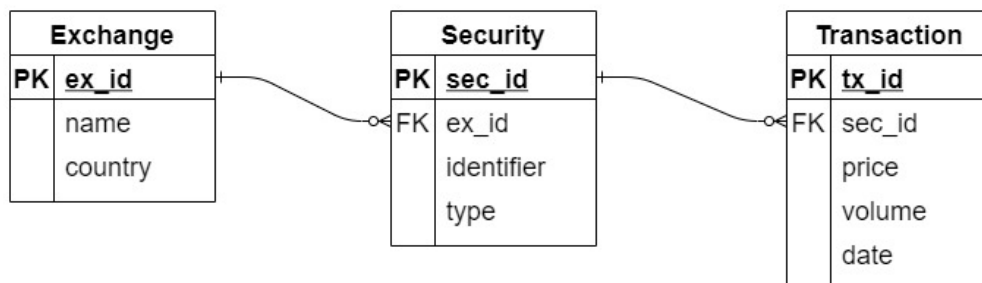 Exchange
PK ex_id
name
country
Security
PK sec_id
FK ex_id
identifier
type
Transaction
PK tx_id
FK sec_id
price
volume
date